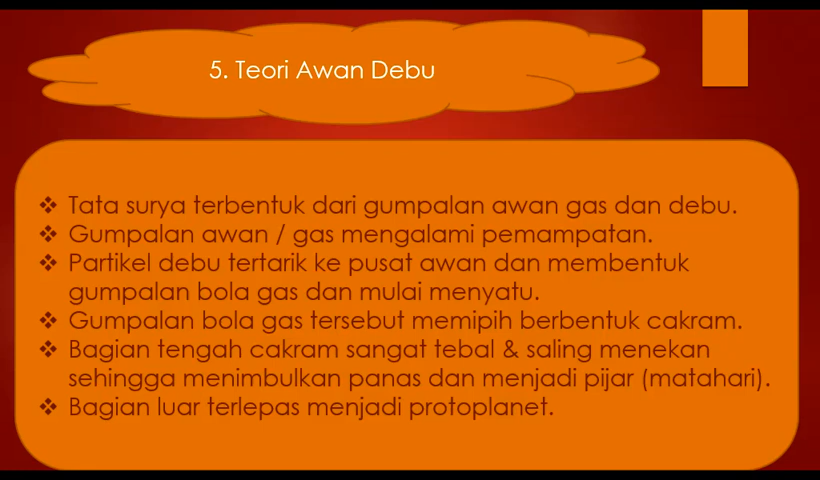 5. Teori Awan Debu
❖ Tata surya terbentuk dari gumpalan awan gas dan debu.
❖ Gumpalan awan / gas mengalami pemampatan.
❖ Partikel debu tertarik ke pusat awan dan membentuk
gumpalan bola gas dan mulai menyatu.
❖ Gumpalan bola gas tersebut memipih berbentuk cakram.
❖ Bagian tengah cakram sangat tebal & saling menekan
sehingga menimbulkan panas dan menjadi pijar (matahari).
❖ Bagian luar terlepas menjadi protoplanet.